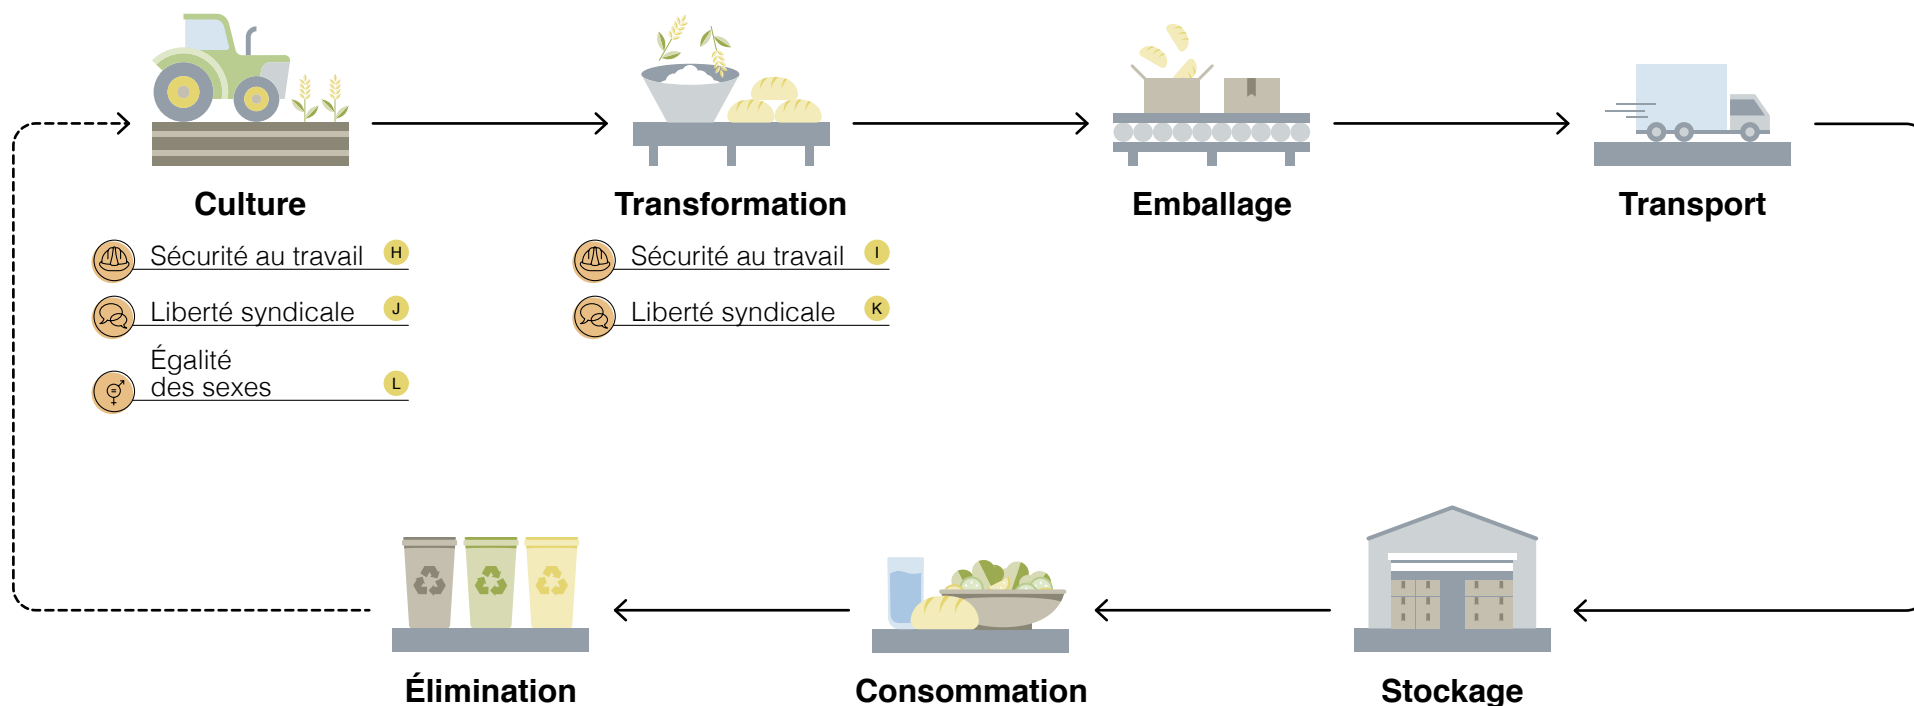 Culture
Transformation
Emballage
Transport
Sécurité au travail H
Liberté syndicale J
Égalité
des sexes L
Sécurité au travail I
Liberté syndicale K
Élimination
Consommation
Stockage